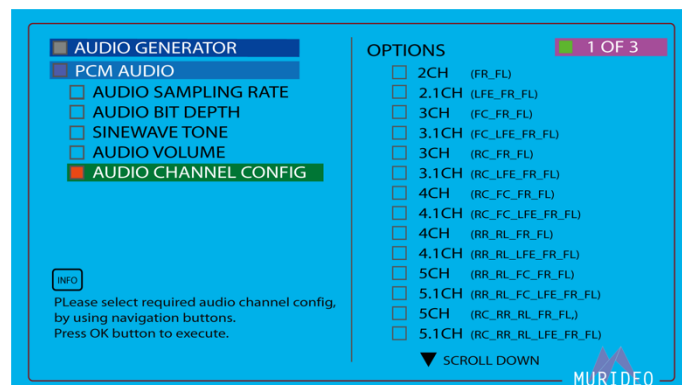 AUDIO GENERATOR
PCM AUDIO
AUDIO SAMPLING RATE
AUDIO BIT DEPTH
SINEWAVE TONE
AUDIO VOLUME
AUDIO CHANNEL CONFIG
INFO
PLease select required audio channel config,
by using navigation buttons.
Press OK button to execute.
OPTIONS
1 OF 3
2CH (FR_FL)
2.1CH (LFE_FR_FL)
3CH (FC_FR_FL)
3.1CH (FC_LFE_FR_FL)
3CH (RC_FR_FL)
3.1CH (RC_LFE_FR_FL)
4CH (RC_FC_FR_FL)
4.1CH (RC_FC_LFE_FR_FL)
4CH (RR_RL_FR_FL)
4.1CH (RR_RL_LFE_FR_FL)
5CH (RR_RL_FC_FR_FL)
5.1CH (RR_RL_FC_LFE_FR_FL)
5CH (RC_RR_RL_FR_FL,)
5.1CH (RC_RR_RL_LFE_FR_FL)
SCROLL DOWN
MURIDEO